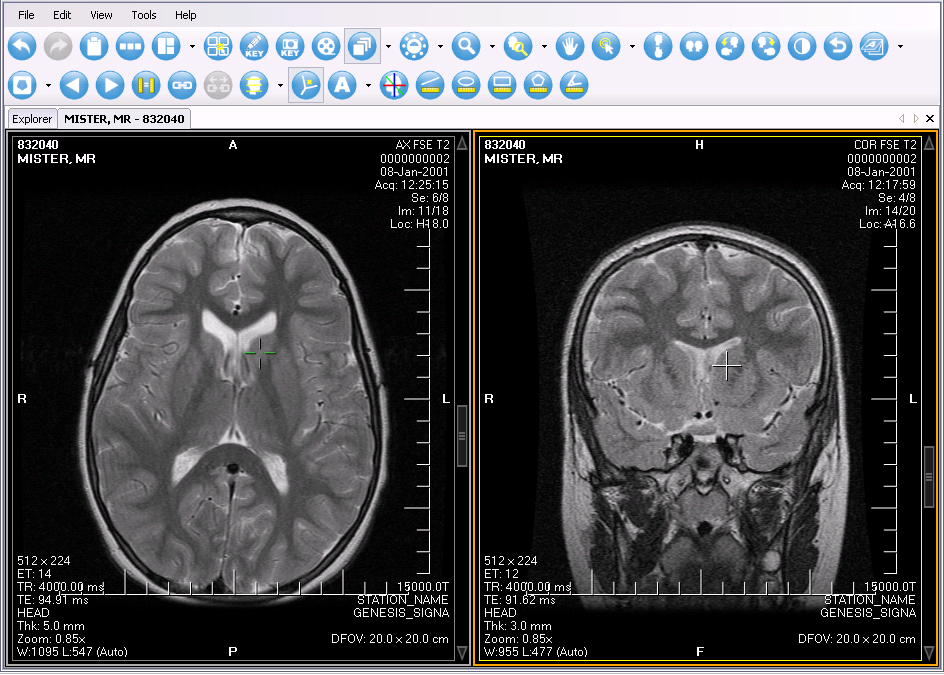 File Edit View Tools Help
KEY KEY
A
Explorer MISTER, MR - 832040
832040
MISTER, MR
A
AX FSE T2
0000000002
08-Jan-2001
Acq: 12:25:15
Se: 6/8
Im: 11/18
Loc: H18.0
R
L
512 x 224
ET: 14
TR: 4000.00 ms
TE: 94.91 ms
HEAD
Thk: 5.0 mm
Zoom: 0.85x
W:1095 L:547 (Auto)
P
15000.0T
STATION_NAME
GENESIS_SIGNA
DFOV: 20.0 x 20.0 cm
832040
MISTER, MR
H
COR FSE T2
0000000002
08-Jan-2001
Acq: 12:17:59
Se: 4/8
Im: 14/20
Loc: A16.6
R
L
512 x 224
ET: 12
TR: 4000.00 ms
TE: 91.62 ms
HEAD
Thk: 3.0 mm
Zoom: 0.85x
W:955 L:477 (Auto)
F
15000.0T
STATION_NAME
GENESIS_SIGNA
DFOV: 20.0 x 20.0 cm